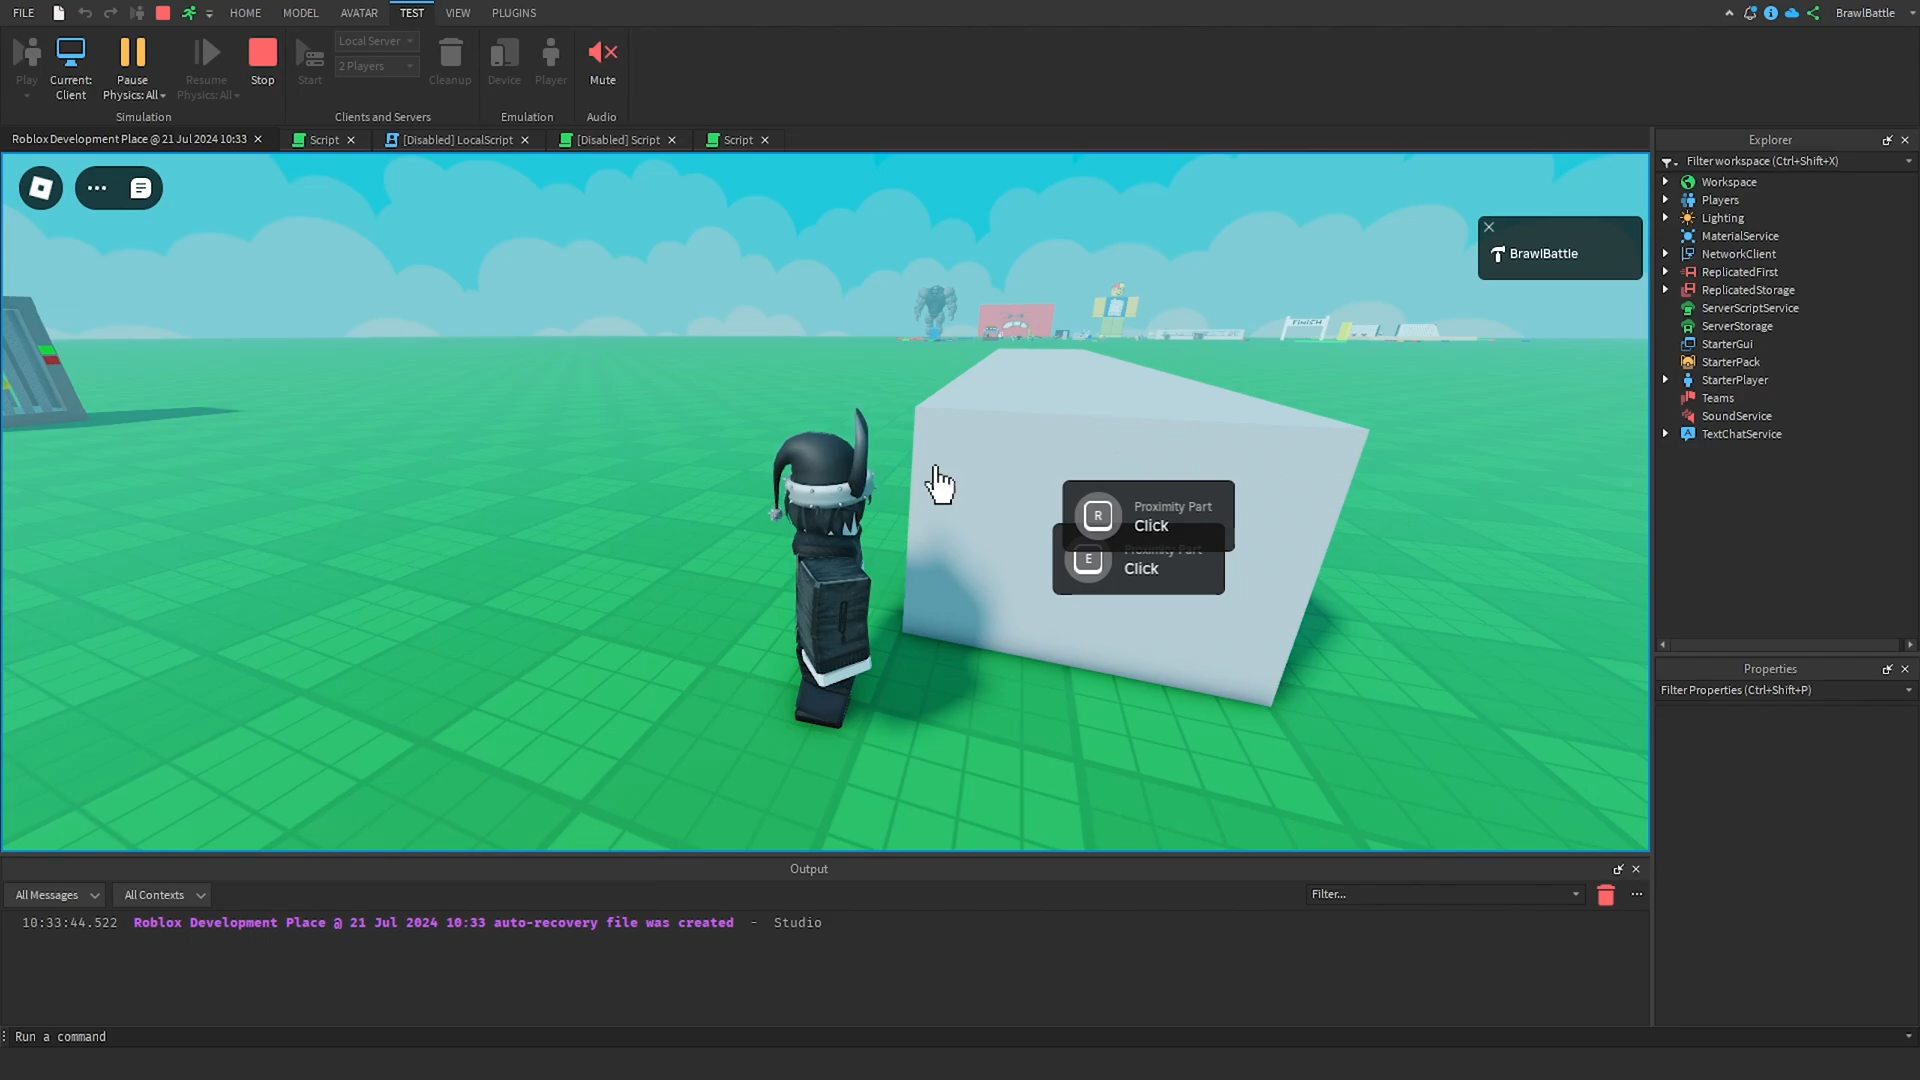 FILE HOME MODEL AVATAR TEST VIEW PLUGINS BrawlBattle
Play Current: Client Pause Physics: All Resume Physics: All Stop Start Local Server 2 Players Cleanup Device Player Mute
Simulation Clients and Servers Emulation Audio
Roblox Development Place @ 21 Jul 2024 10:33 Script [Disabled] LocalScript [Disabled] Script Script
BrawlBattle
FINISH
R Proximity Part
Click
E Proximity Part
Click
Explorer
Filter workspace (Ctrl+Shift+X)
Workspace
Players
Lighting
MaterialService
NetworkClient
ReplicatedFirst
ReplicatedStorage
ServerScriptService
ServerStorage
StarterGui
StarterPack
StarterPlayer
Teams
SoundService
TextChatService
Properties
Filter Properties (Ctrl+Shift+P)
Output
All Messages All Contexts Filter...
10:33:44.522 Roblox Development Place @ 21 Jul 2024 10:33 auto-recovery file was created - Studio
Run a command